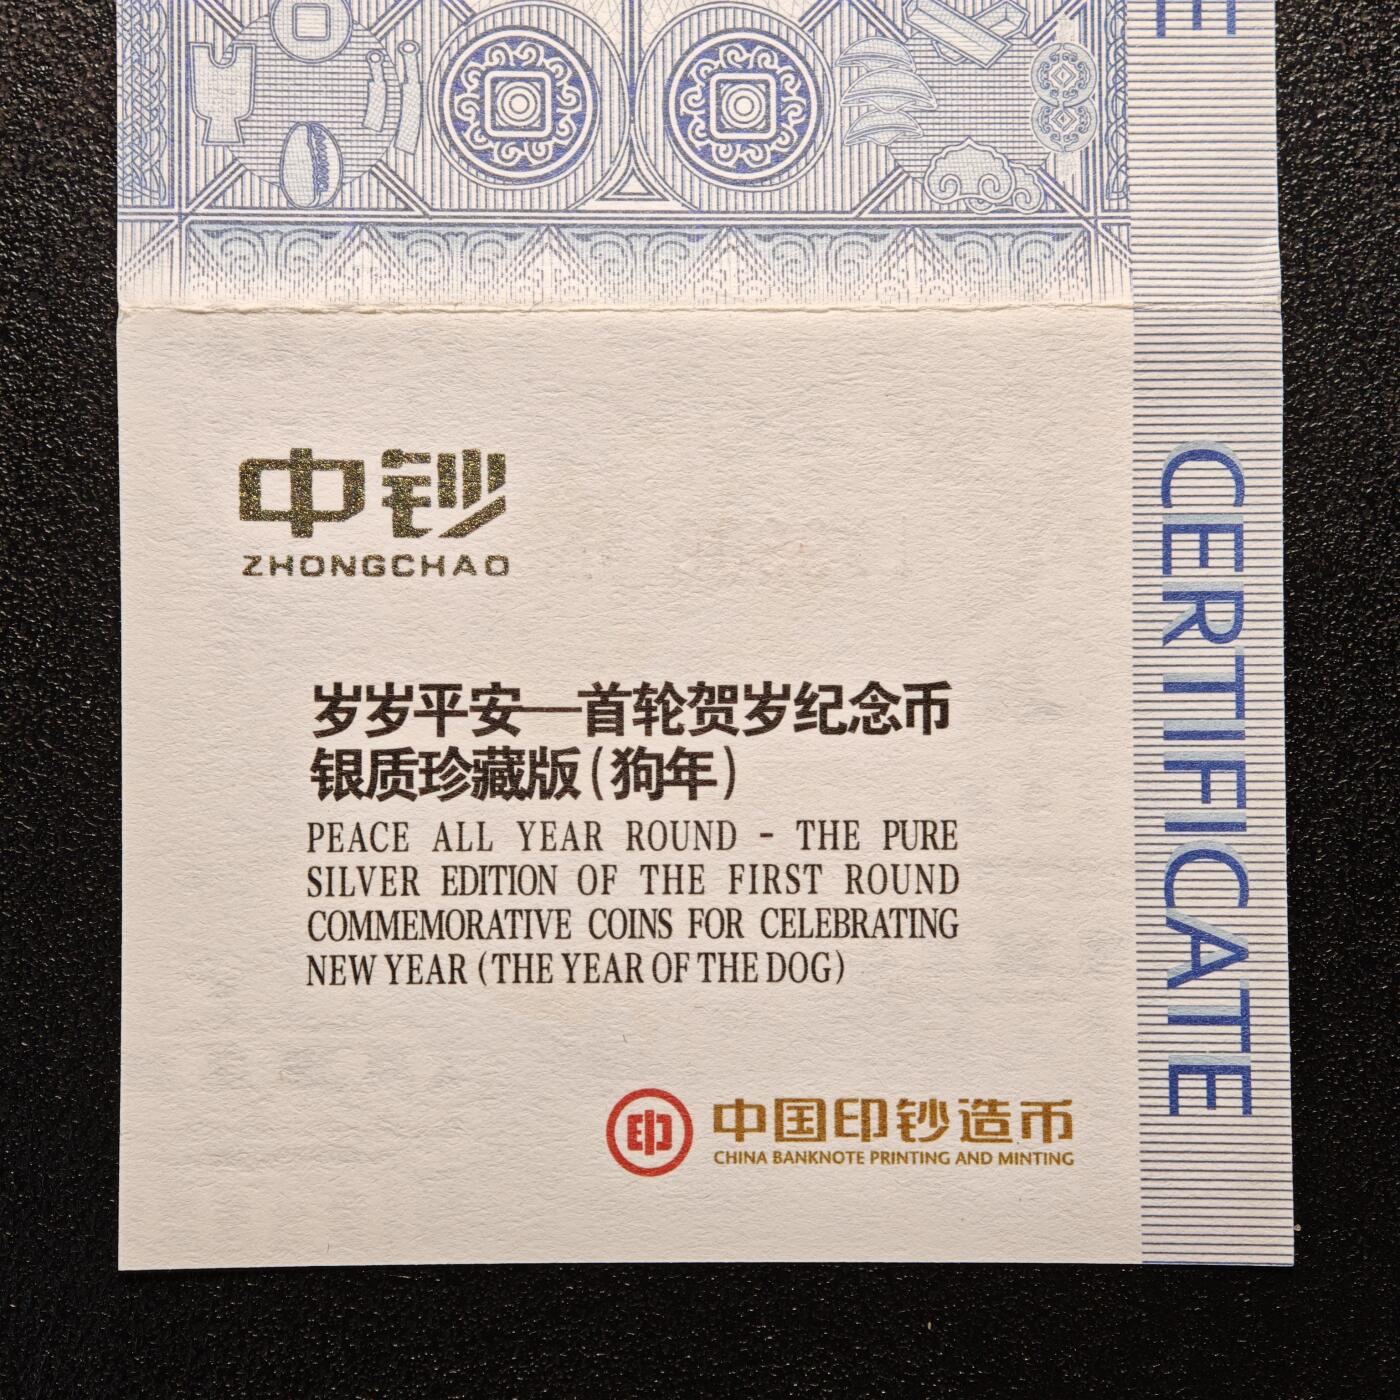 E
中钞
ZHONGCHAO
岁岁平安—首轮贺岁纪念币
银质珍藏版(狗年)
PEACE ALL YEAR ROUND - THE PURE
SILVER EDITION OF THE FIRST ROUND
COMMEMORATIVE COINS FOR CELEBRATING
NEW YEAR (THE YEAR OF THE DOG)
中国印钞造币
CHINA BANKNOTE PRINTING AND MINTING
CERTIFICATE